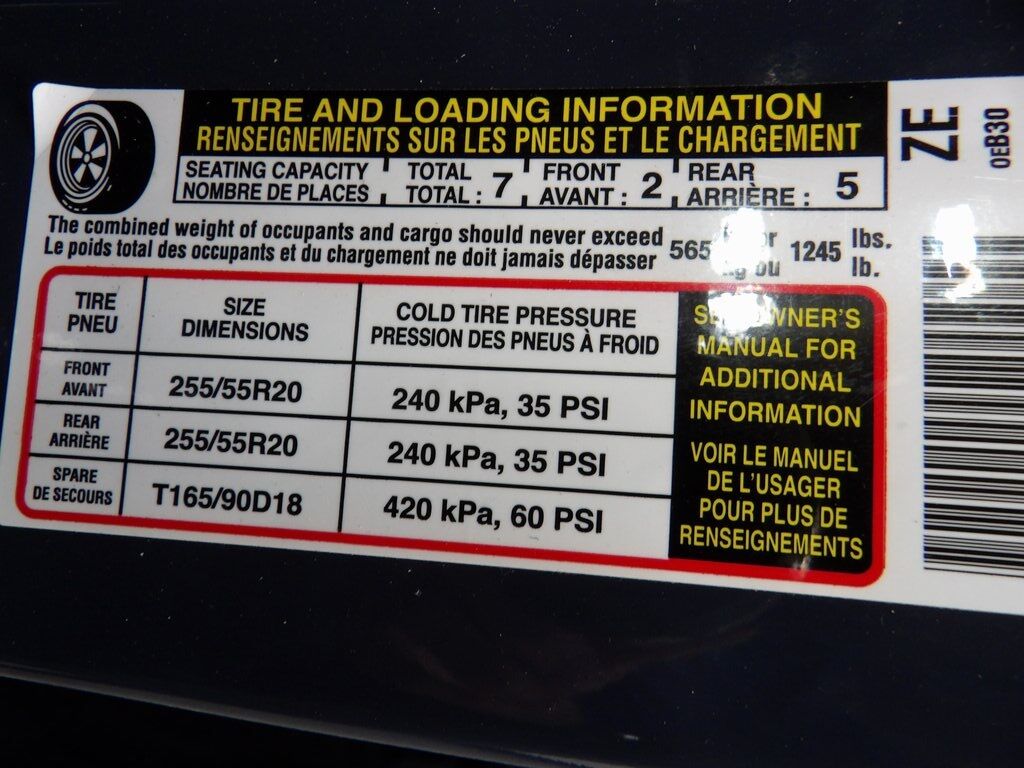 TIRE AND LOADING INFORMATION
RENSEIGNEMENTS SUR LES PNEUS ET LE CHARGEMENT
SEATING CAPACITY TOTAL FRONT REAR
NOMBRE DE PLACES TOTAL : 7 AVANT : 2 ARRIÈRE : 5
The combined weight of occupants and cargo should never exceed 565 or 1245 lbs.
Le poids total des occupants et du chargement ne doit jamais dépasser kg ou lb.
TIRE SIZE COLD TIRE PRESSURE
PNEU DIMENSIONS PRESSION DES PNEUS À FROID
FRONT
AVANT 255/55R20 240 kPa, 35 PSI
REAR
ARRIÈRE 255/55R20 240 kPa, 35 PSI
SPARE
DE SECOURS T165/90D18 420 kPa, 60 PSI
OWNER'S
MANUAL FOR
ADDITIONAL
INFORMATION
VOIR LE MANUEL
DE L'USAGER
POUR PLUS DE
RENSEIGNEMENTS
ZE
0EB30